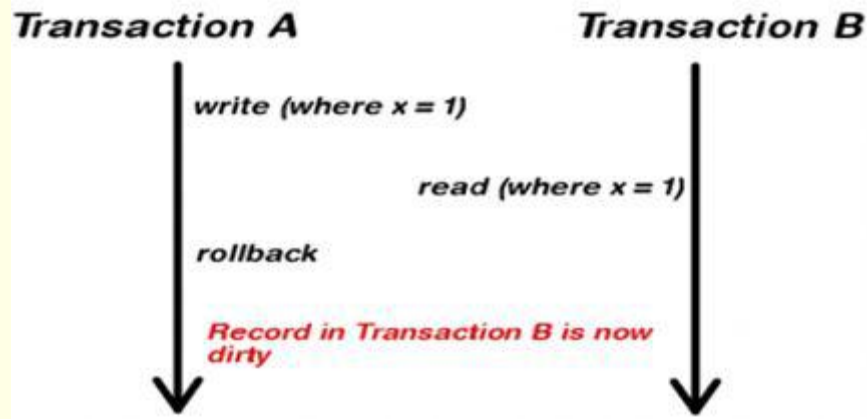 Transaction A
Transaction B
write (where x = 1)
read (where x = 1)
rollback
Record in Transaction B is now
dirty